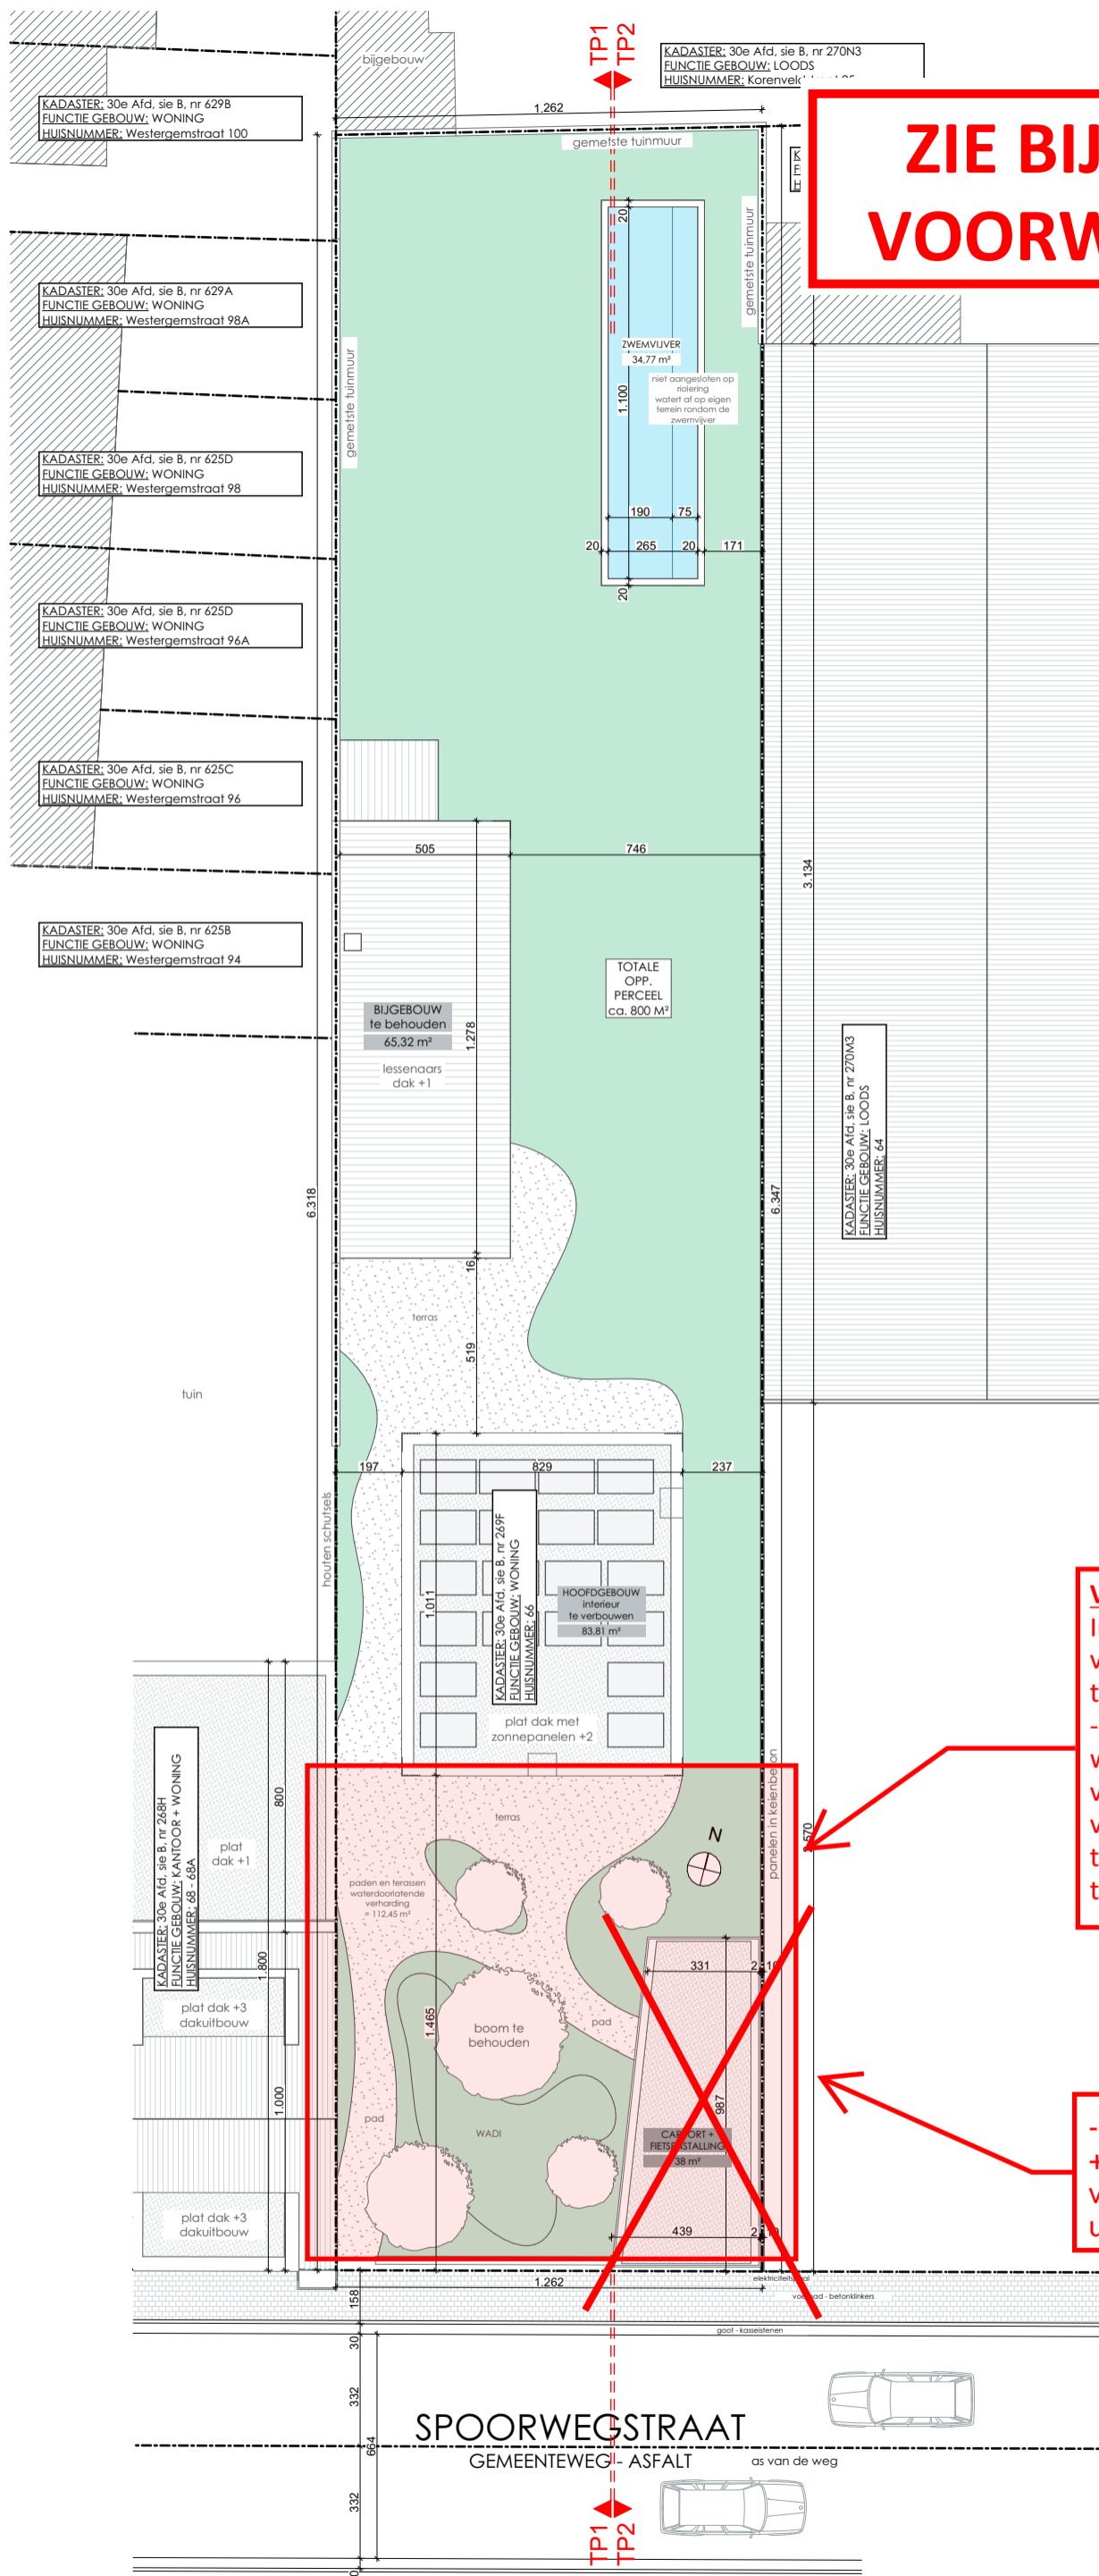 TP1
TP2
bijgebouw
KADASTER: 30e Afd, sie B, nr 270N3
FUNCTIE GEBOUW: LOODS
HUISNUMMER:
KADASTER: 30e Afd, sie B, nr 629B
FUNCTIE GEBOUW: WONING
HUISNUMMER: Westergemstraat 100
1.262
gemetste tuinmuur
ZIE BIJ
VOORW
20
gemetste tuinmuur
KADASTER: 30e Afd, sie B, nr 629A
FUNCTIE GEBOUW: WONING
HUISNUMMER: Westergemstraat 98A
gemetste tuinmuur
ZWEMVIJVER
34,77 m²
niet aangesloten op
riolering
watert af op eigen
terrein rondom de
zwemvijver
1.100
KADASTER: 30e Afd, sie B, nr 625D
FUNCTIE GEBOUW: WONING
HUISNUMMER: Westergemstraat 98
190 75
20 265 20 171
20
KADASTER: 30e Afd, sie B, nr 625D
FUNCTIE GEBOUW: WONING
HUISNUMMER: Westergemstraat 96A
KADASTER: 30e Afd, sie B, nr 625C
FUNCTIE GEBOUW: WONING
HUISNUMMER: Westergemstraat 96
505 746
3.134
KADASTER: 30e Afd, sie B, nr 625B
FUNCTIE GEBOUW: WONING
HUISNUMMER: Westergemstraat 94
TOTALE
OPP.
PERCEEL
ca. 800 M²
BIJGEBOUW
te behouden
65,32 m²
lessenaars
dak +1
1.278
KADASTER: 30e Afd, sie B, nr 270M3
FUNCTIE GEBOUW: LOODS
HUISNUMMER: 64
6.318
6.347
16
terras
519
tuin
197 829 237
houten schutsels
KADASTER: 30e Afd, sie B, nr 269F
FUNCTIE GEBOUW: WONING
HUISNUMMER: 66
1.011
HOOFDGEBOUW
interieur
te verbouwen
83,81 m²
plat dak met
zonnepanelen +2
KADASTER: 30e Afd, sie B, nr 268H
FUNCTIE GEBOUW: KANTOOR + WONING
HUISNUMMER: 68 - 68A
800
plat
dak +1
terras
N
panelen in keienbeton
570
paden en terassen
waterdoorlatende
verharding
= 112,45 m²
1.800
331
plat dak +3
dakuitbouw
1.465
boom te
behouden
pad
1.000
987
pad
WADI
FIETSENSTALLING
38 m²
plat dak +3
dakuitbouw
439
1.262
158
goot - kasseistenen
30
332
664
SPOORWEGSTRAAT
GEMEENTEWEG - ASFALT
as van de weg
332
TP1
TP2